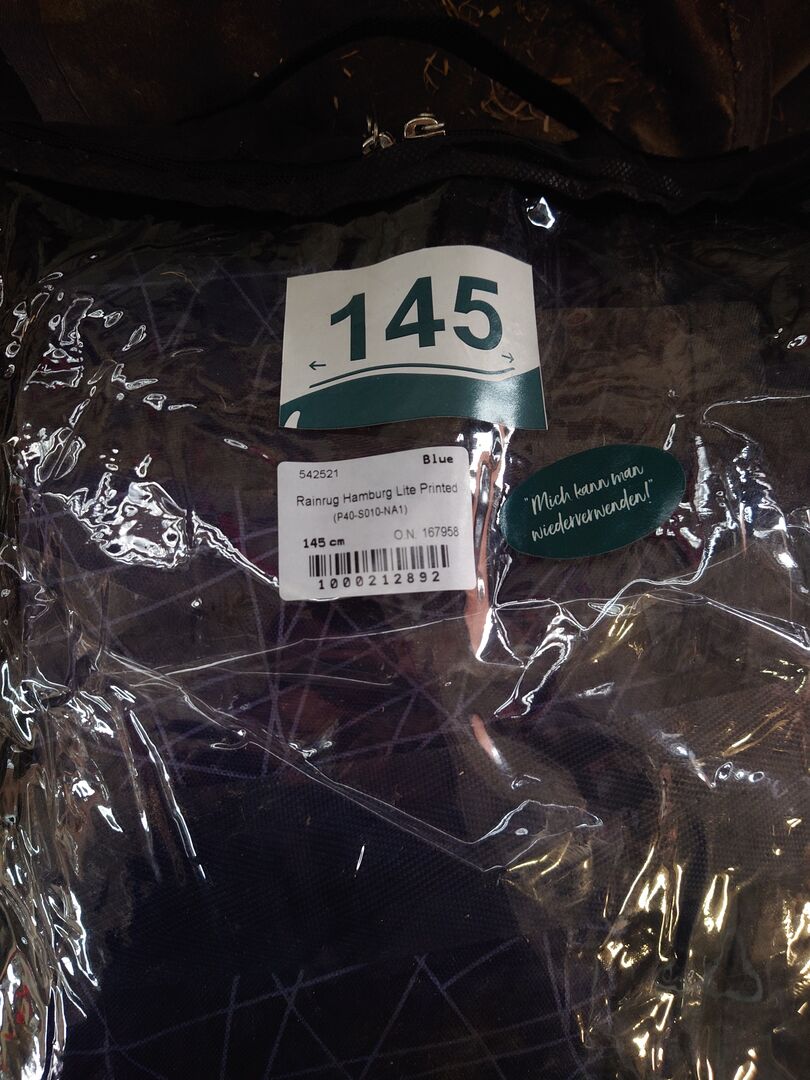 145
542521 Blue
Rainrug Hamburg Lite Printed
(P40-S010-NA1)
145 cm O.N. 167958
1000212892
"Mich kann man
wiederverwenden!"